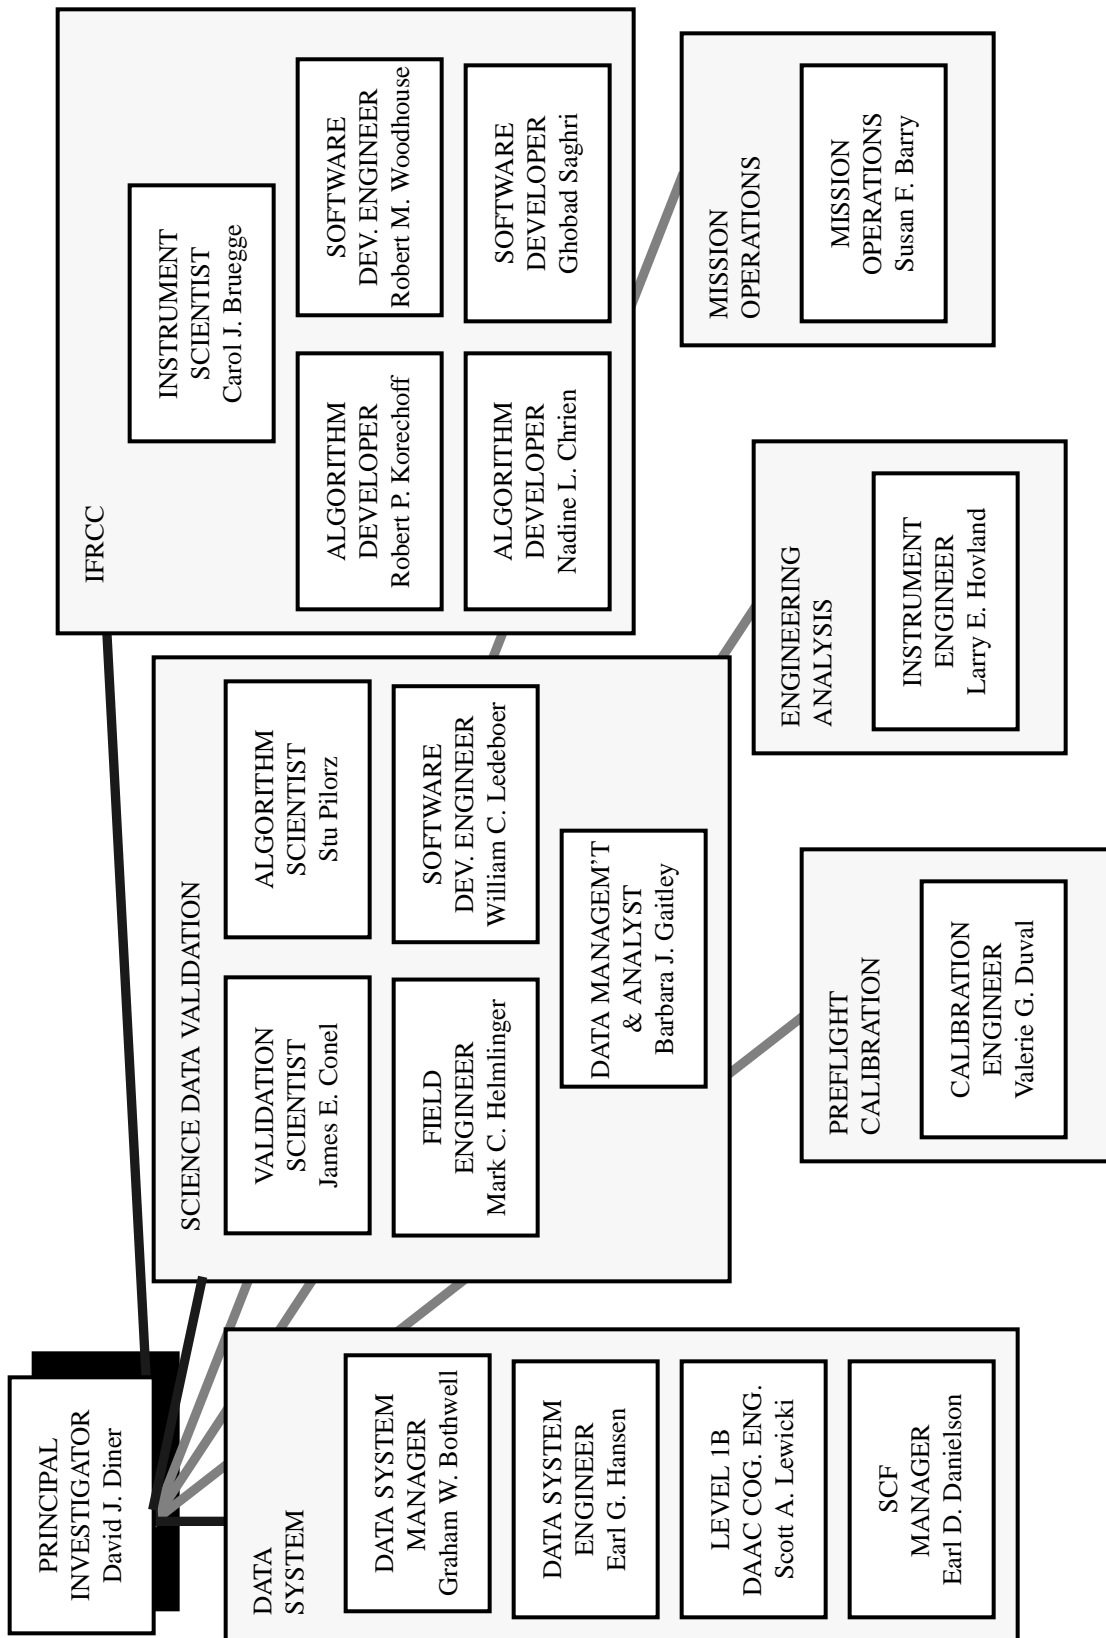 PRINCIPAL
INVESTIGATOR
David J. Diner
DATA
SYSTEM
DATA SYSTEM
MANAGER
Graham W. Bothwell
DATA SYSTEM
ENGINEER
Earl G. Hansen
LEVEL 1B
DAAC COG. ENG.
Scott A. Lewicki
SCF
MANAGER
Earl D. Danielson
SCIENCE DATA VALIDATION
VALIDATION
SCIENTIST
James E. Conel
ALGORITHM
SCIENTIST
Stu Pilorz
FIELD
ENGINEER
Mark C. Helmlinger
SOFTWARE
DEV. ENGINEER
William C. Ledeboer
DATA MANAGEM'T
& ANALYST
Barbara J. Gaitley
IFRCC
INSTRUMENT
SCIENTIST
Carol J. Bruegge
ALGORITHM
DEVELOPER
Robert P. Korechoff
SOFTWARE
DEV. ENGINEER
Robert M. Woodhouse
ALGORITHM
DEVELOPER
Nadine L. Chrien
SOFTWARE
DEVELOPER
Ghobad Saghri
PREFLIGHT
CALIBRATION
CALIBRATION
ENGINEER
Valerie G. Duval
ENGINEERING
ANALYSIS
INSTRUMENT
ENGINEER
Larry E. Hovland
MISSION
OPERATIONS
MISSION
OPERATIONS
Susan F. Barry